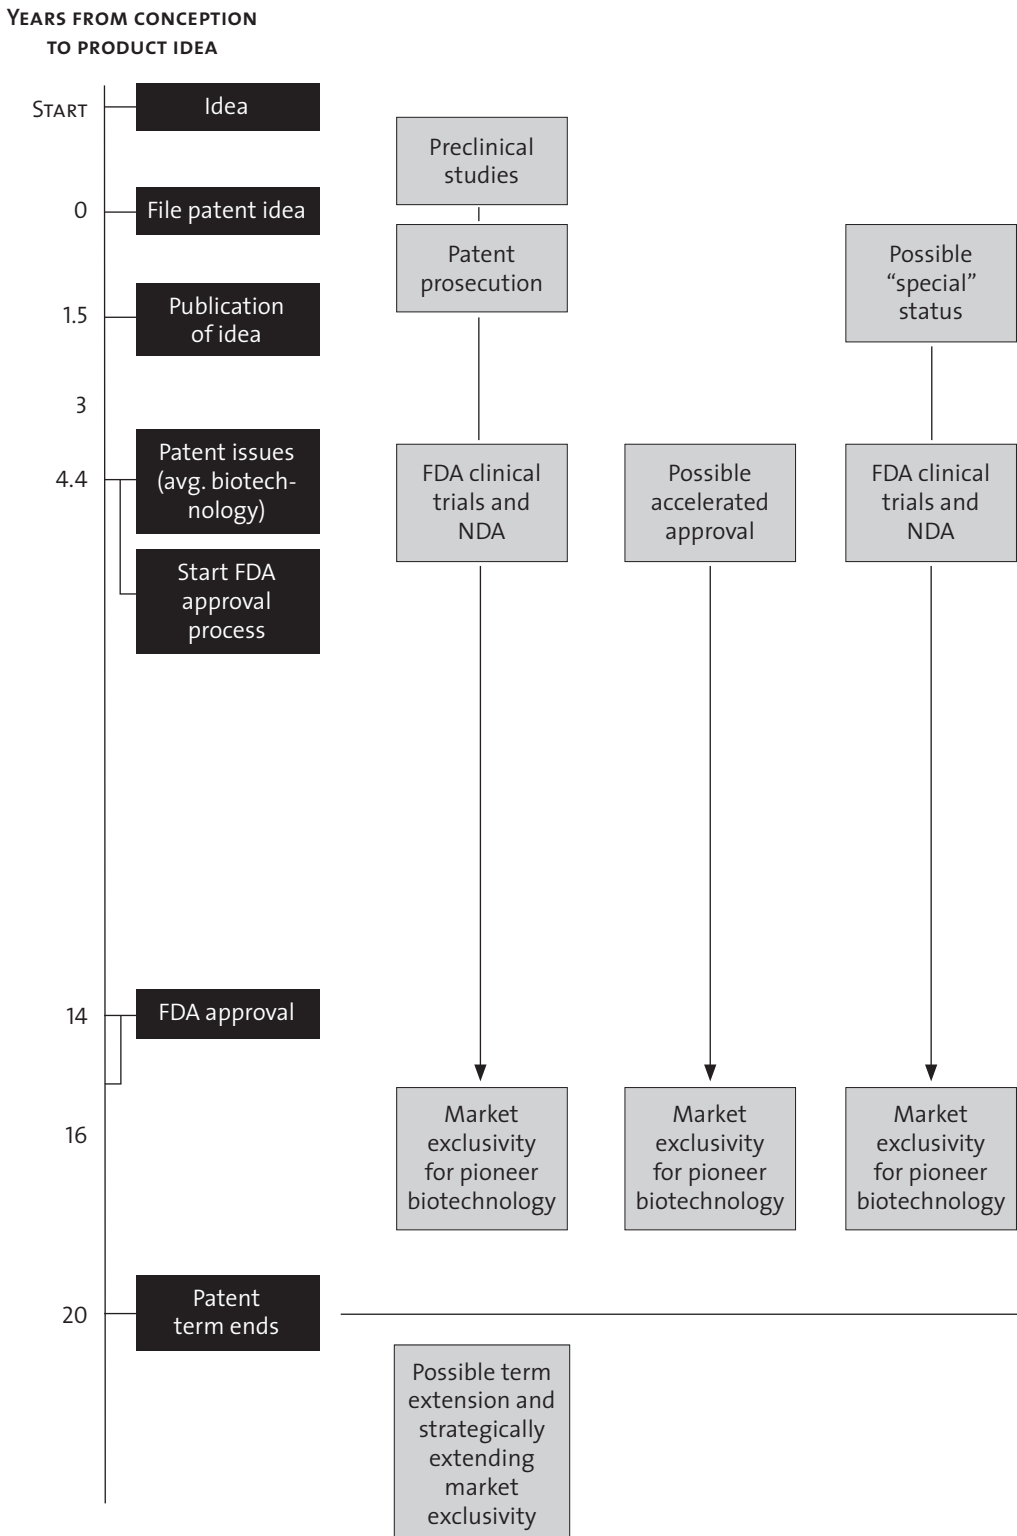 YEARS FROM CONCEPTION
TO PRODUCT IDEA
START
Idea
Preclinical
studies
0
File patent idea
Patent
prosecution
Possible
“special”
status
1.5
Publication
of idea
3
4.4
Patent issues
(avg. biotech-
nology)
FDA clinical
trials and
NDA
Possible
accelerated
approval
FDA clinical
trials and
NDA
Start FDA
approval
process
14
FDA approval
16
Market
exclusivity
for pioneer
biotechnology
Market
exclusivity
for pioneer
biotechnology
Market
exclusivity
for pioneer
biotechnology
20
Patent
term ends
Possible term
extension and
strategically
extending
market
exclusivity